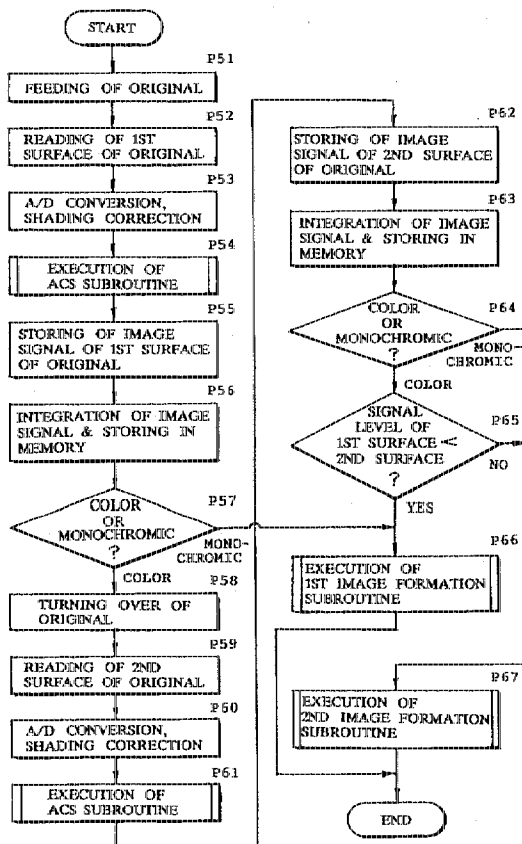 START
P51
FEEDING OF ORIGINAL
P52
READING OF 1ST
SURFACE OF ORIGINAL
P53
A/D CONVERSION,
SHADING CORRECTION
P54
EXECUTION OF
ACS SUBROUTINE
P55
STORING OF IMAGE
SIGNAL OF 1ST SURFACE
OF ORIGINAL
P56
INTEGRATION OF IMAGE
SIGNAL & STORING IN
MEMORY
P57
COLOR
OR
MONOCHROMIC
?
MONO-
CHROMIC
COLOR
P58
TURNING OVER OF
ORIGINAL
P59
READING OF 2ND
SURFACE OF ORIGINAL
P60
A/D CONVERSION,
SHADING CORRECTION
P61
EXECUTION OF
ACS SUBROUTINE
P62
STORING OF IMAGE
SIGNAL OF 2ND SURFACE
OF ORIGINAL
P63
INTEGRATION OF IMAGE
SIGNAL & STORING IN
MEMORY
P64
COLOR
OR
MONOCHROMIC
?
MONO-
CHROMIC
COLOR
P65
SIGNAL
LEVEL OF
1ST SURFACE <
2ND SURFACE
?
NO
YES
P66
EXECUTION OF
1ST IMAGE FORMATION
SUBROUTINE
P67
EXECUTION OF
2ND IMAGE FORMATION
SUBROUTINE
END